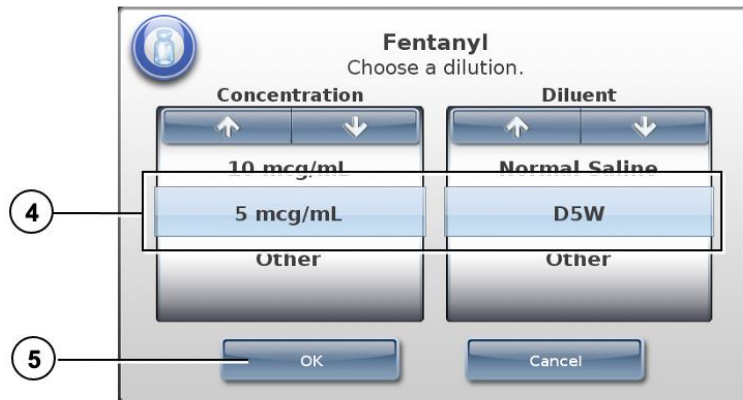 Fentanyl
Choose a dilution.
Concentration Diluent
10 mcg/mL Normal Saline
4 5 mcg/mL D5W
Other Other
5 OK Cancel